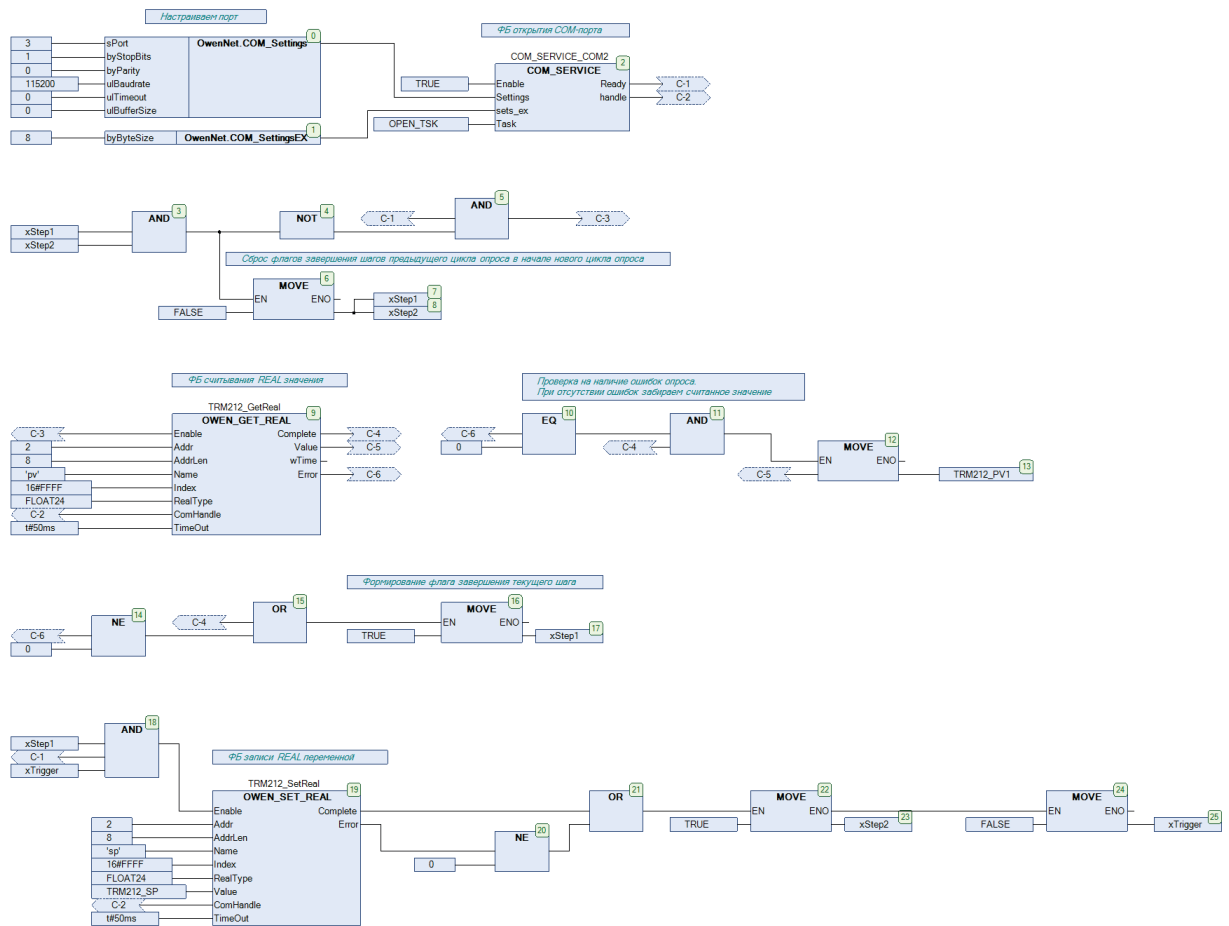 Настраиваем порт
0
3
sPort
OwenNet.COM_Settings
1
byStopBits
0
byParity
115200
ulBaudrate
0
ulTimeout
0
ulBufferSize
1
8
byByteSize
OwenNet.COM_SettingsEX
ФБ открытия COM-порта
COM_SERVICE_COM2
2
COM_SERVICE
TRUE
Enable
Ready
C-1
Settings
handle
C-2
sets_ex
OPEN_TSK
Task
3
AND
xStep1
xStep2
4
NOT
C-1
5
AND
C-3
Сброс флагов завершения шагов предыдущего цикла опроса в начале нового цикла опроса
6
MOVE
EN
ENO
FALSE
7
xStep1
8
xStep2
ФБ считывания REAL значения
TRM212_GetReal
9
OWEN_GET_REAL
C-3
Enable
Complete
C-4
2
Addr
Value
C-5
8
AddrLen
wTime
'pv'
Name
Error
C-6
16#FFFF
Index
FLOAT24
RealType
C-2
ComHandle
t#50ms
TimeOut
Проверка на наличие ошибок опроса.
При отсутствии ошибок забираем считанное значение
10
EQ
C-6
0
11
AND
C-4
12
MOVE
EN
ENO
C-5
13
TRM212_PV1
Формирование флага завершения текущего шага
14
NE
C-6
0
15
OR
C-4
16
MOVE
EN
ENO
TRUE
17
xStep1
18
AND
xStep1
C-1
xTrigger
ФБ записи REAL переменной
TRM212_SetReal
19
OWEN_SET_REAL
Enable
Complete
2
Addr
Error
8
AddrLen
'sp'
Name
16#FFFF
Index
FLOAT24
RealType
TRM212_SP
Value
C-2
ComHandle
t#50ms
TimeOut
20
NE
0
21
OR
22
MOVE
EN
ENO
TRUE
23
xStep2
24
MOVE
EN
ENO
FALSE
25
xTrigger